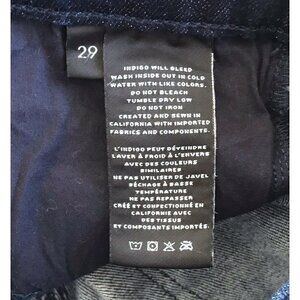 29
INDIGO WILL BLEED
WASH INSIDE OUT IN COLD
WATER WITH LIKE COLORS.
DO NOT BLEACH
TUMBLE DRY LOW
DO NOT IRON
CREATED AND SEWN IN
CALIFORNIA WITH IMPORTED
FABRICS AND COMPONENTS.
L'INDIGO PEUT DÉTEINDRE
LAVER À FROID À L'ENVERS
AVEC DES COULEURS
SIMILAIRES
NE PAS UTILISER DE JAVEL
SÉCHAGE À BASSE
TEMPÉRATURE
NE PAS REPASSER
CRÉÉ ET CONFECTIONNÉ EN
CALIFORNIE AVEC
DES TISSUS
ET COMPOSANTS IMPORTÉS.